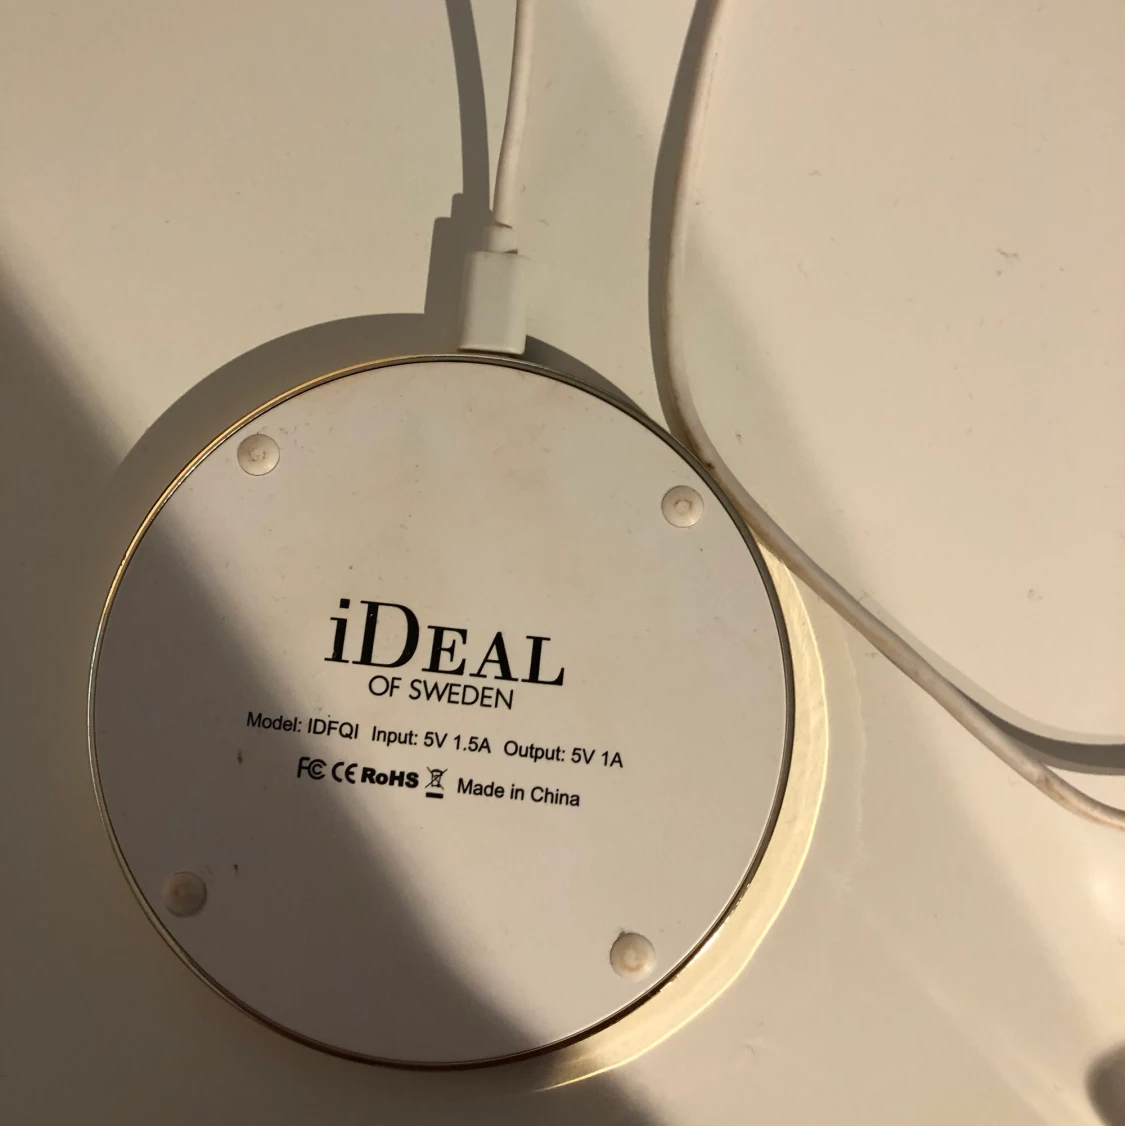 iDEAL
OF SWEDEN
Model: IDFQI Input: 5V 1.5A Output: 5V 1A
FC CE RoHS Made in China